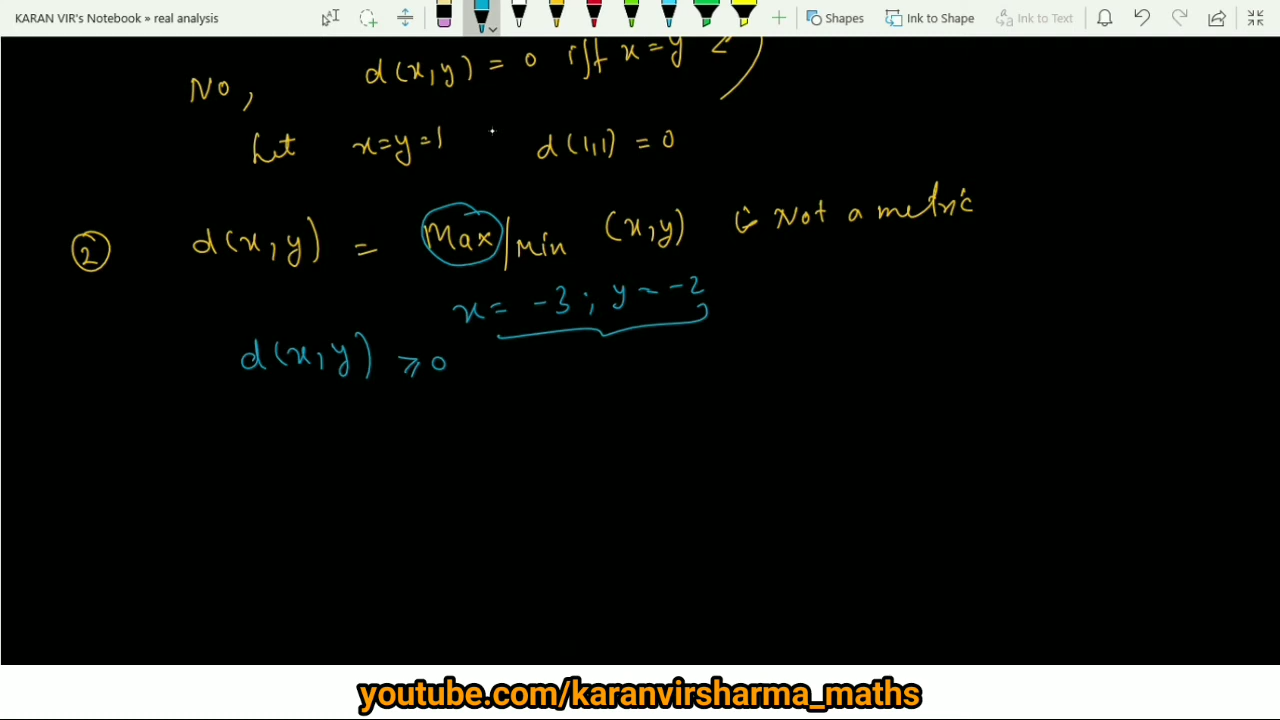 KARAN VIR's Notebook » real analysis
Shapes
Ink to Shape
Ink to Text
d(x,y) = 0 iff x=y
No,
Let x=y=1 d(1,1) = 0
② d(x,y) = Max/Min (x,y) is Not a metric
x = -3 ; y = -2
d(x,y) ⩾ 0
youtube.com/karanvirsharma_maths